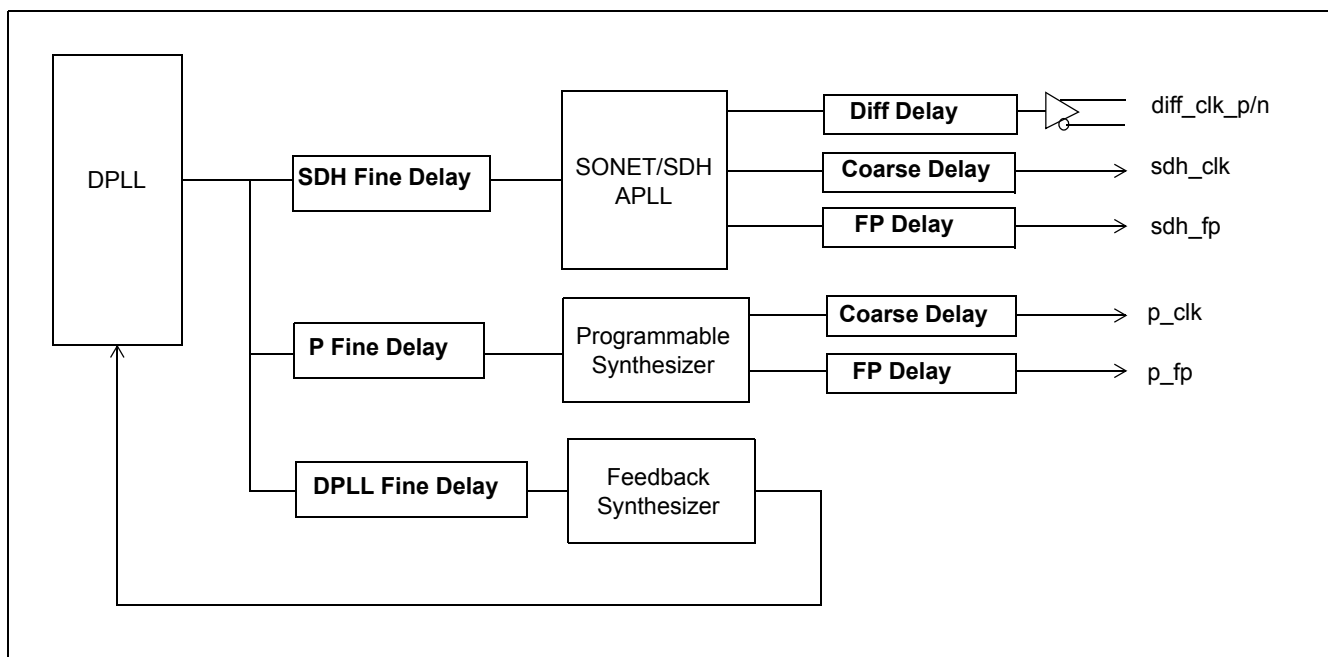 DPLL
SDH Fine Delay
SONET/SDH
APLL
Diff Delay
diff_clk_p/n
Coarse Delay
sdh_clk
FP Delay
sdh_fp
P Fine Delay
Programmable
Synthesizer
Coarse Delay
p_clk
FP Delay
p_fp
DPLL Fine Delay
Feedback
Synthesizer